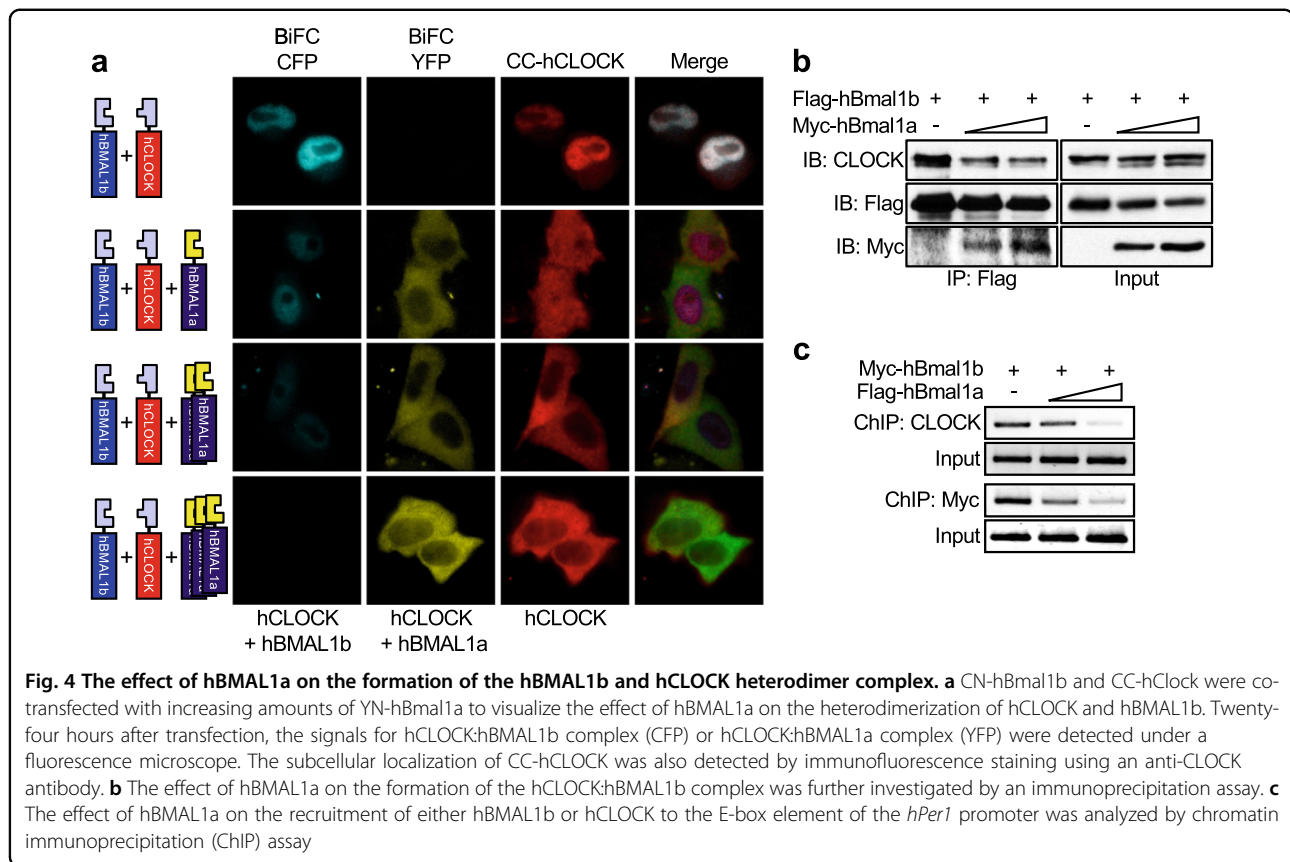 a
BiFC CFP
BiFC YFP
CC-hCLOCK
Merge
hBMAL1b
+
hCLOCK
hBMAL1b
+
hCLOCK
+
hBMAL1a
hBMAL1b
+
hCLOCK
+
hBMAL1a
hBMAL1b
+
hCLOCK
+
hBMAL1a
hCLOCK
+ hBMAL1b
hCLOCK
+ hBMAL1a
hCLOCK
b
Flag-hBmal1b + + + + + +
Myc-hBmal1a - -
IB: CLOCK
IB: Flag
IB: Myc
IP: Flag Input
c
Myc-hBmal1b + + +
Flag-hBmal1a -
ChIP: CLOCK
Input
ChIP: Myc
Input
Fig. 4 The effect of hBMAL1a on the formation of the hBMAL1b and hCLOCK heterodimer complex. a CN-hBmal1b and CC-hClock were co-
transfected with increasing amounts of YN-hBmal1a to visualize the effect of hBMAL1a on the heterodimerization of hCLOCK and hBMAL1b. Twenty-
four hours after transfection, the signals for hCLOCK:hBMAL1b complex (CFP) or hCLOCK:hBMAL1a complex (YFP) were detected under a
fluorescence microscope. The subcellular localization of CC-hCLOCK was also detected by immunofluorescence staining using an anti-CLOCK
antibody. b The effect of hBMAL1a on the formation of the hCLOCK:hBMAL1b complex was further investigated by an immunoprecipitation assay. c
The effect of hBMAL1a on the recruitment of either hBMAL1b or hCLOCK to the E-box element of the hPer1 promoter was analyzed by chromatin
immunoprecipitation (ChIP) assay